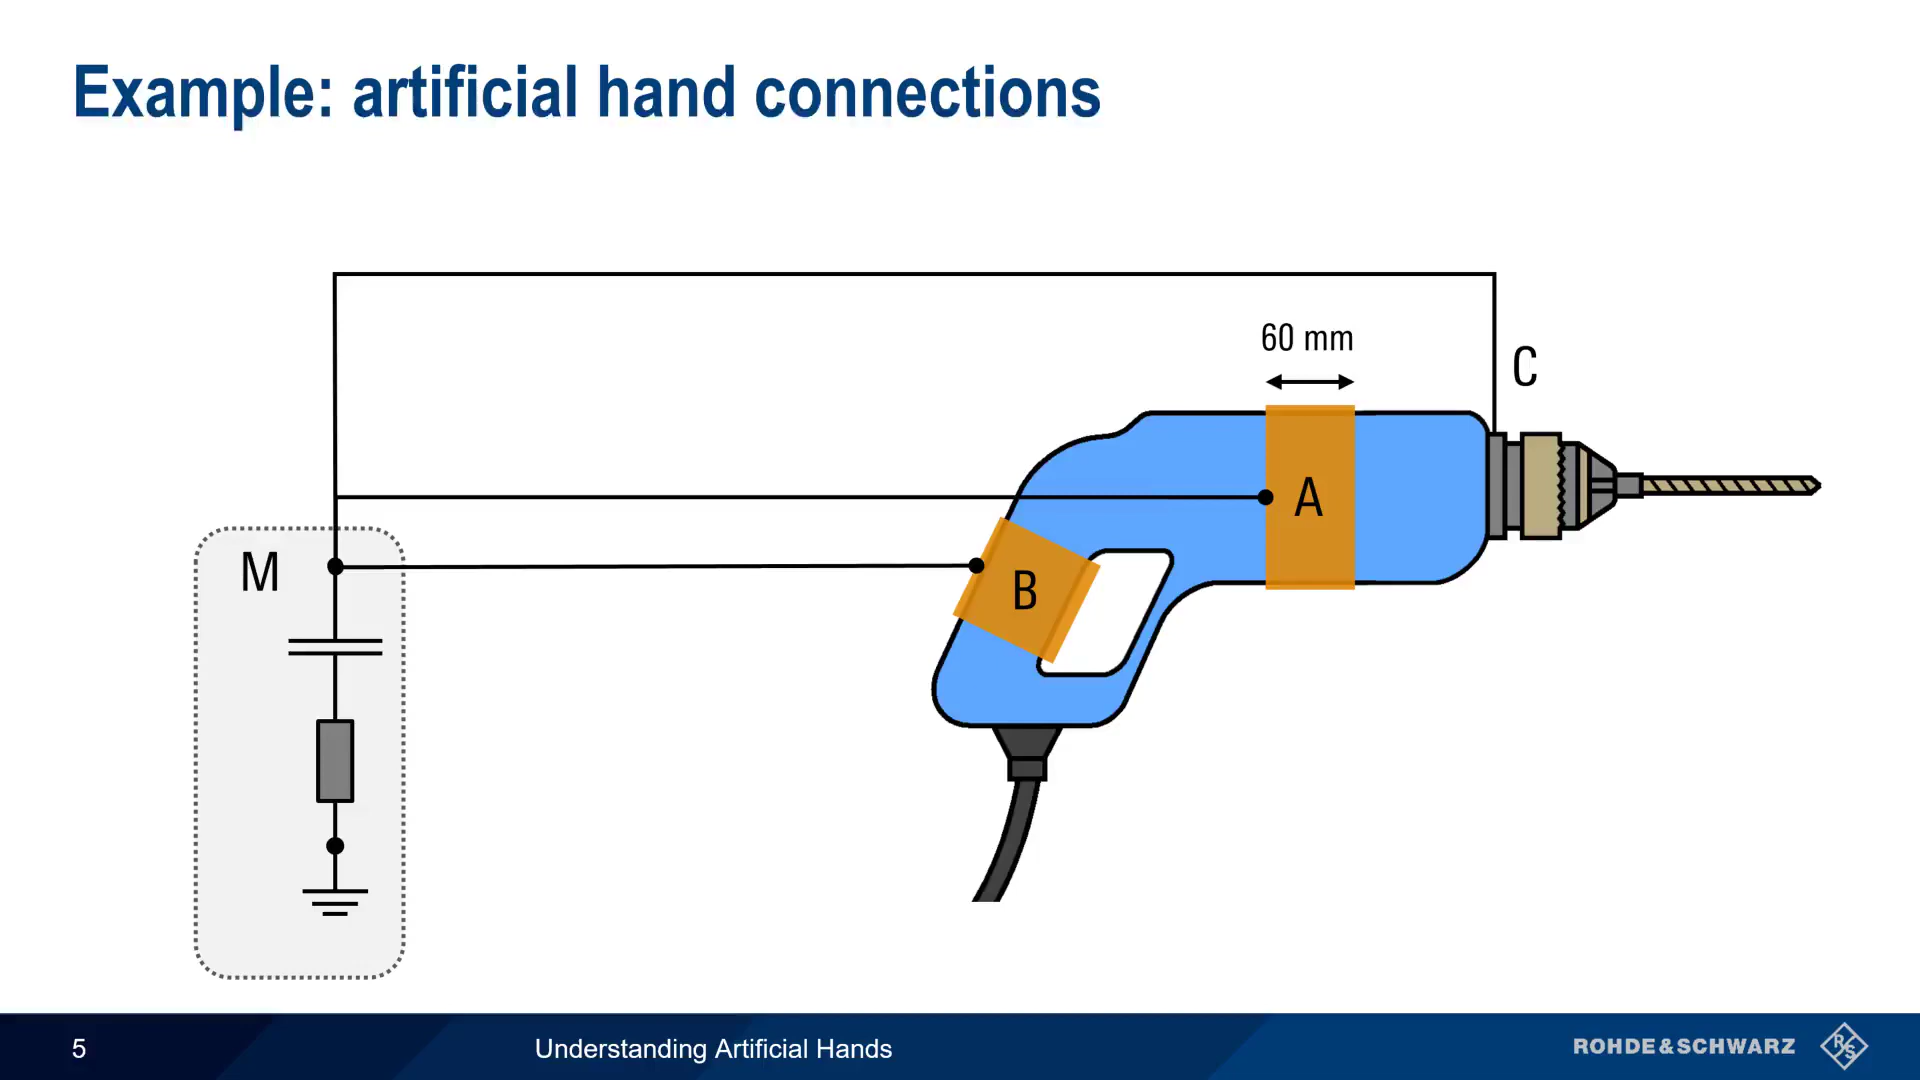 Example: artificial hand connections
60 mm
C
A
M
B
5
Understanding Artificial Hands
ROHDE&SCHWARZ
R
S